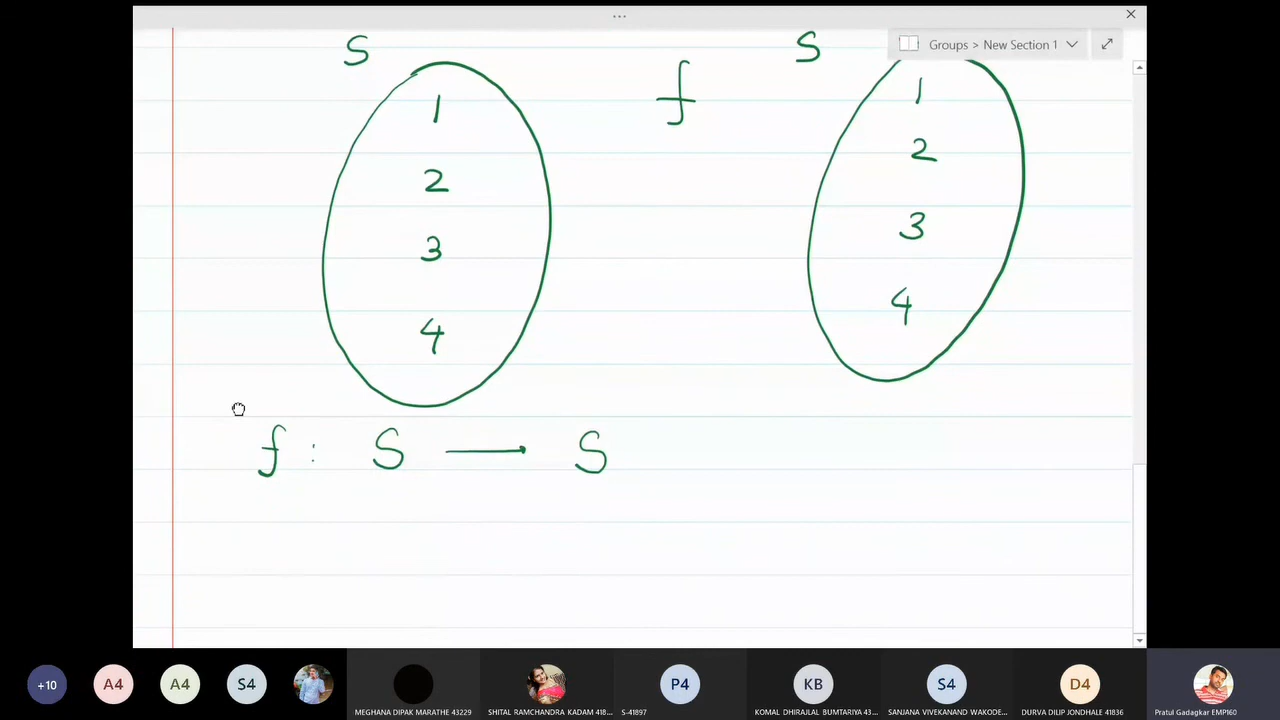 Groups > New Section 1
S f S
1 1
2 2
3 3
4 4
f : S → S
+10 A4 A4 S4 P4 KB S4 D4
MEGHANA DIPAK MARATHE 43229 SHITAL RAMCHANDRA KADAM 418... S-41897 KOMAL DHIRAJLAL BUMTARIYA 43... SANJANA VIVEKANAND WAKODE... DURVA DILIP JONDHALE 41836 Pratul Gadagkar EMP160